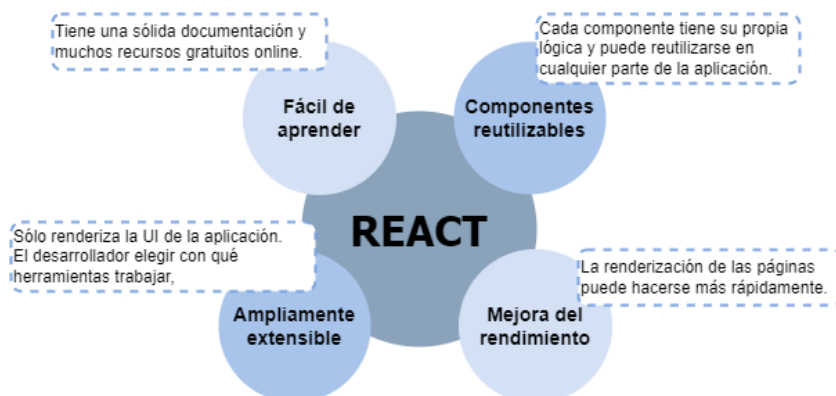 Tiene una sólida documentación y
muchos recursos gratuitos online.
Fácil de
aprender
Cada componente tiene su propia
lógica y puede reutilizarse en
cualquier parte de la aplicación.
Componentes
reutilizables
REACT
Sólo renderiza la UI de la aplicación.
El desarrollador elegir con qué
herramientas trabajar,
Ampliamente
extensible
La renderización de las páginas
puede hacerse más rápidamente.
Mejora del
rendimiento